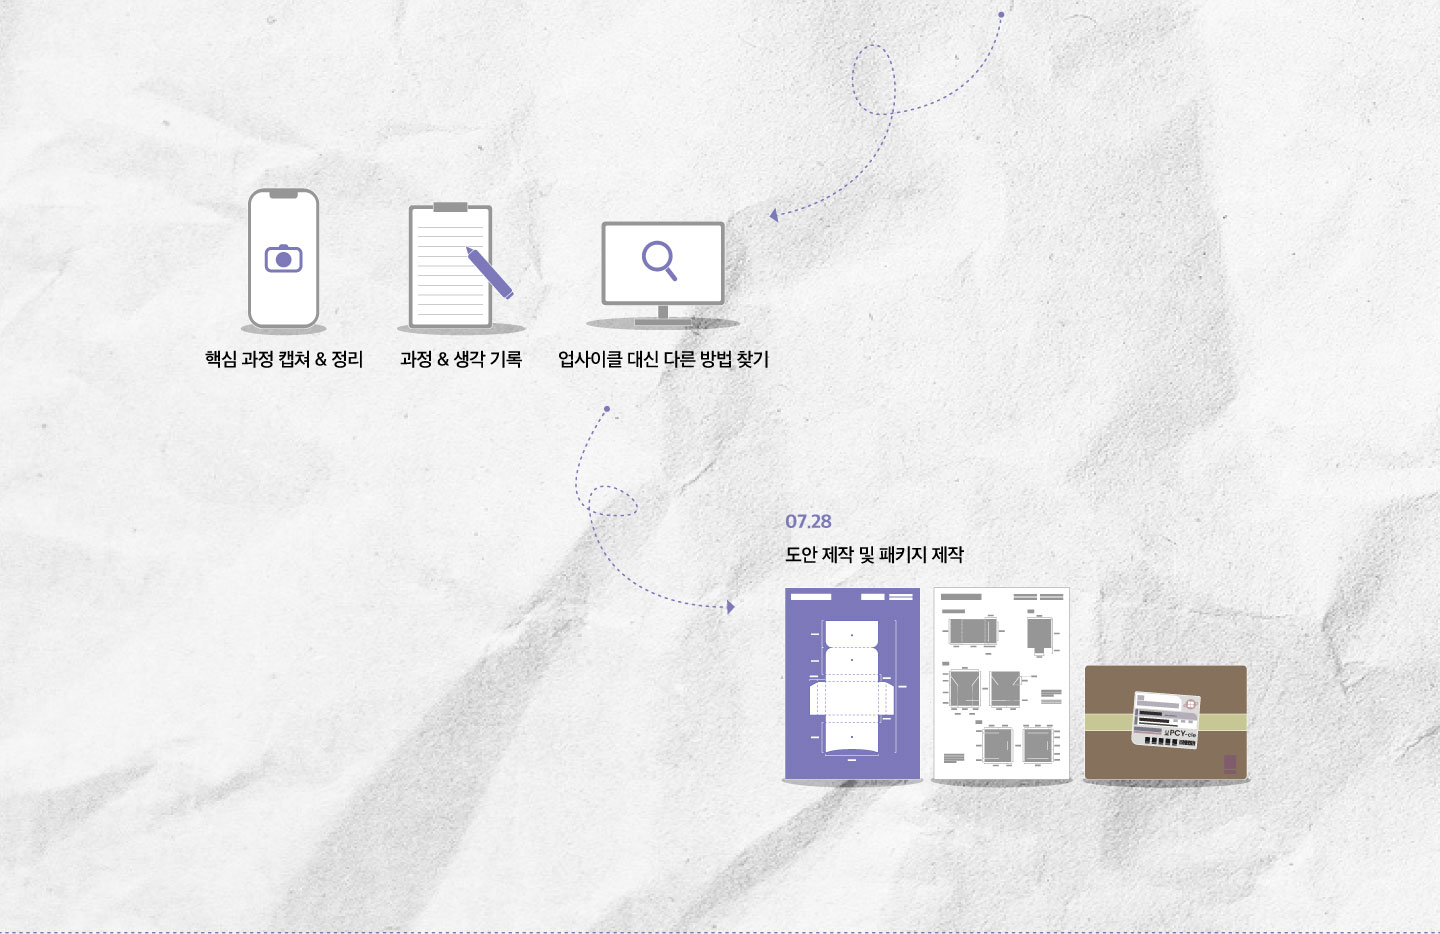 핵심 과정 캡쳐 & 정리
과정 & 생각 기록
업사이클 대신 다른 방법 찾기
07.28
도안 제작 및 패키지 제작